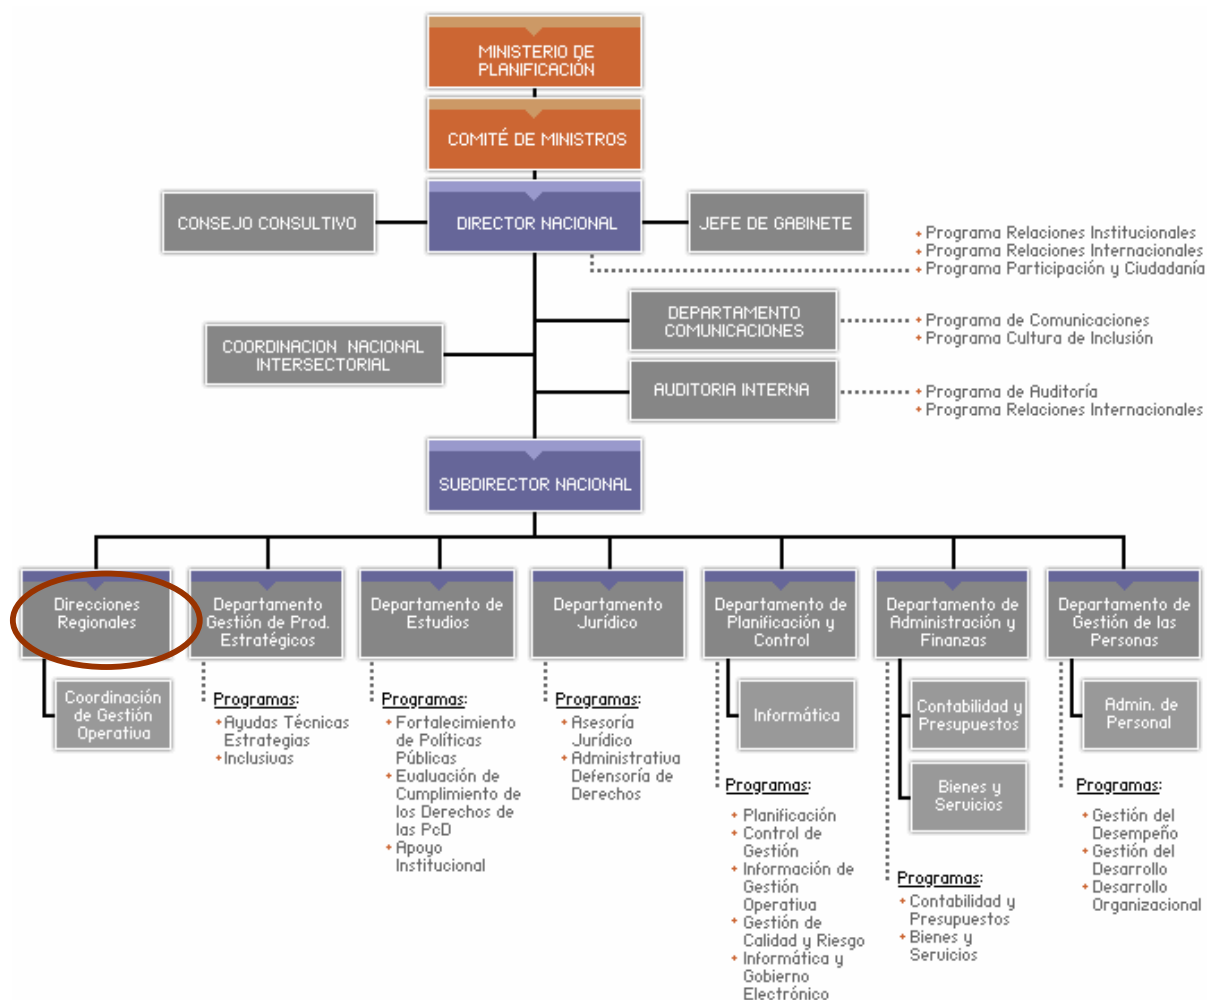 MINISTERIO DE
PLANIFICACIÓN
COMITÉ DE MINISTROS
CONSEJO CONSULTIVO
DIRECTOR NACIONAL
JEFE DE GABINETE
Programa Relaciones Institucionales
Programa Relaciones Internacionales
Programa Participación y Ciudadanía
DEPARTAMENTO
COMUNICACIONES
Programa de Comunicaciones
Programa Cultura de Inclusión
COORDINACION NACIONAL
INTERSECTORIAL
AUDITORIA INTERNA
Programa de Auditoría
Programa Relaciones Internacionales
SUBDIRECTOR NACIONAL
Direcciones
Regionales
Departamento
Gestión de Prod.
Estratégicos
Departamento de
Estudios
Departamento
Jurídico
Departamento de
Planificación y
Control
Departamento de
Administración y
Finanzas
Departamento de
Gestión de las
Personas
Coordinación
de Gestión
Operativa
Programas:
Ayudas Técnicas
Estrategias
Inclusivas
Programas:
Fortalecimiento
de Políticas
Públicas
Evaluación de
Cumplimiento de
los Derechos de
las PcD
Apoyo
Institucional
Programas:
Asesoría
Jurídico
Administrativa
Defensoría de
Derechos
Informática
Programas:
Planificación
Control de
Gestión
Información de
Gestión
Operativa
Gestión de
Calidad y Riesgo
Informática y
Gobierno
Electrónico
Contabilidad y
Presupuestos
Bienes y
Servicios
Programas:
Contabilidad y
Presupuestos
Bienes y
Servicios
Admin. de
Personal
Programas:
Gestión del
Desempeño
Gestión del
Desarrollo
Desarrollo
Organizacional